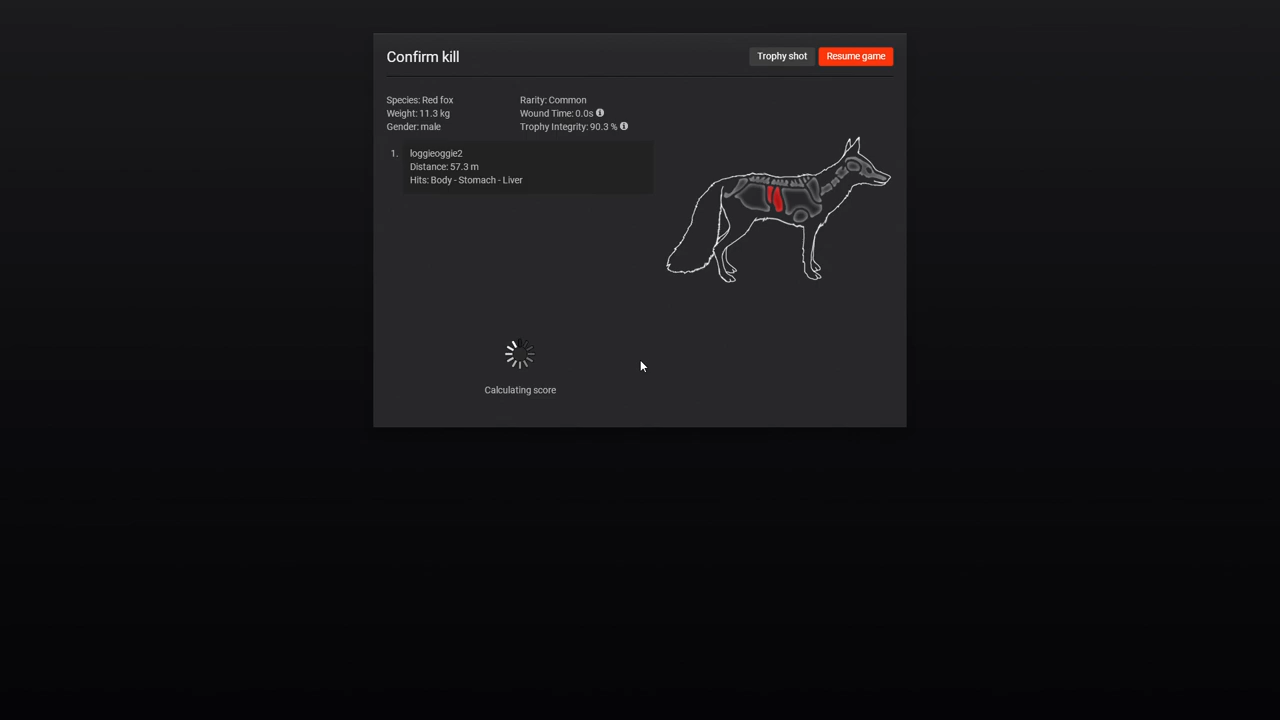 Confirm kill
Trophy shot
Resume game
Species: Red fox
Rarity: Common
Weight: 11.3 kg
Wound Time: 0.0s
Gender: male
Trophy Integrity: 90.3 %
1. loggieoggie2
Distance: 57.3 m
Hits: Body - Stomach - Liver
Calculating score